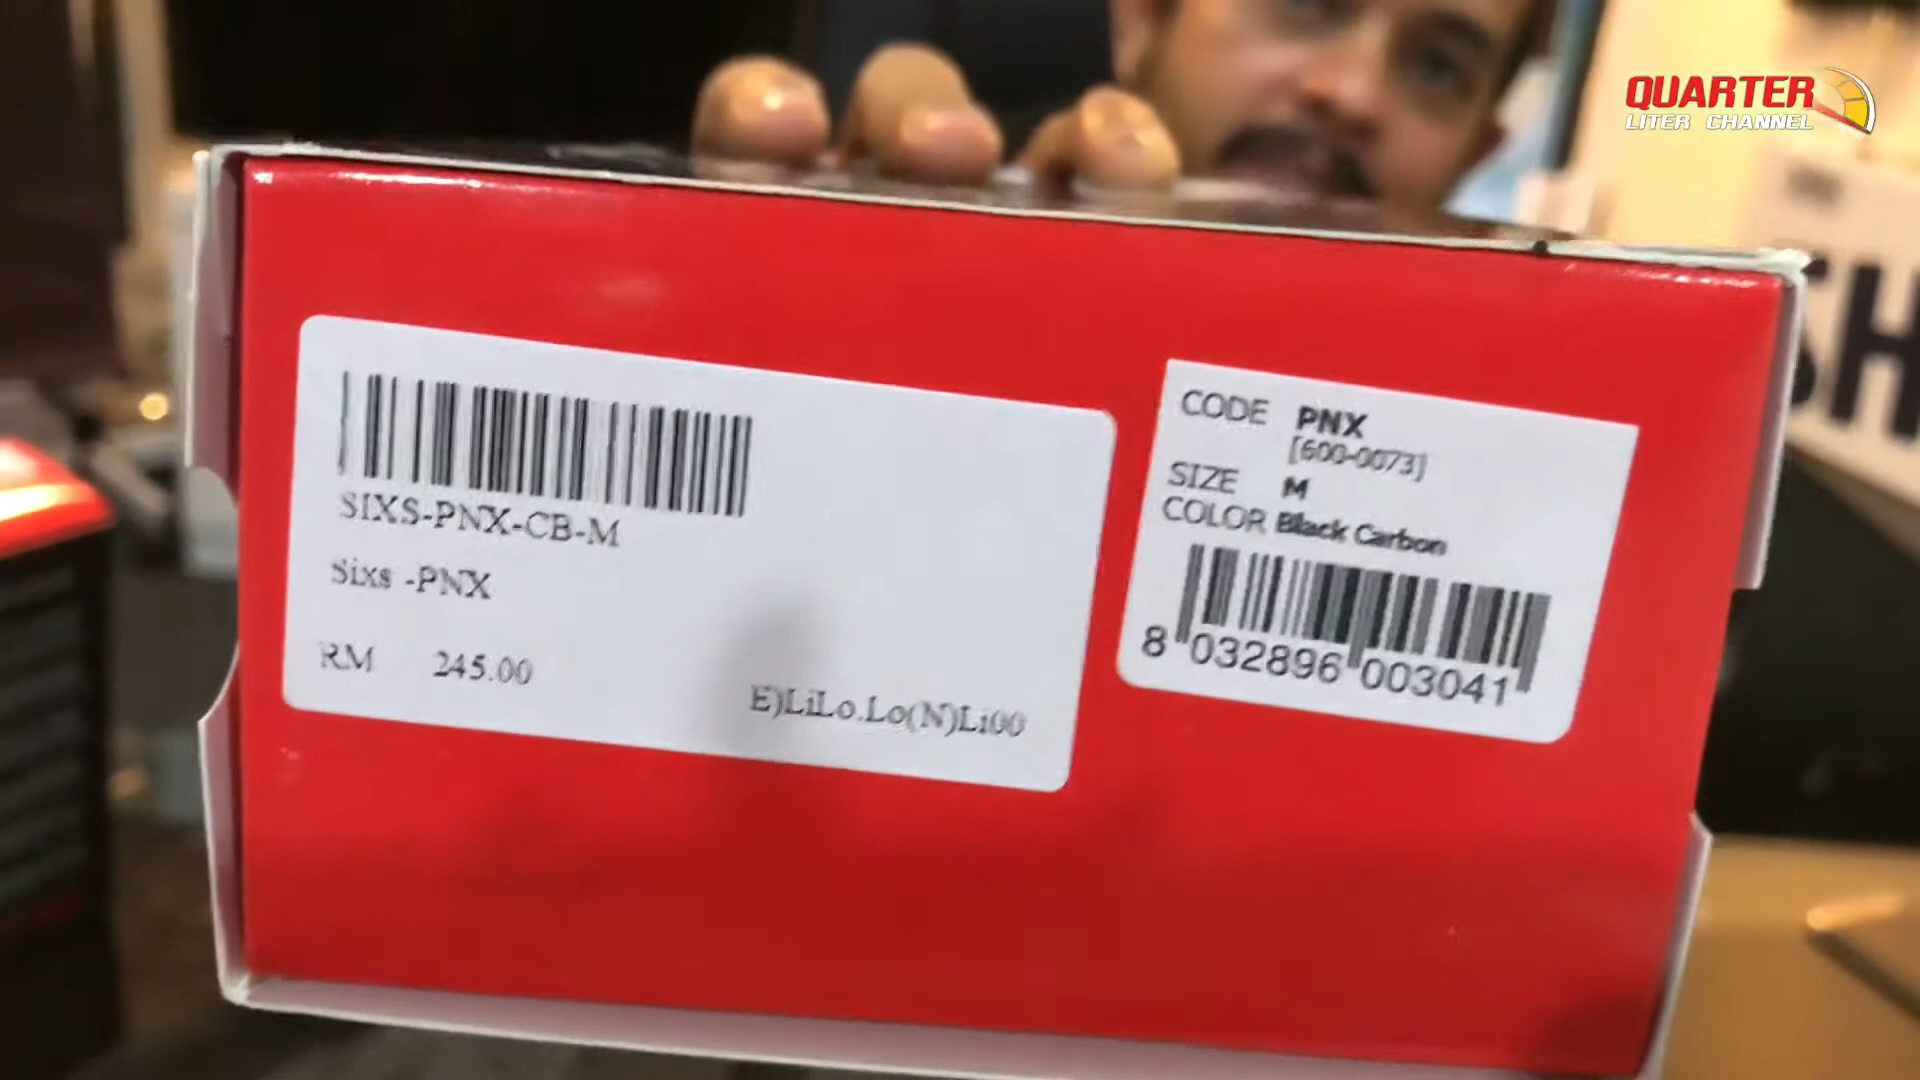 QUARTER
LITER CHANNEL
SIXS-PNX-CB-M
Sixs -PNX
RM 245.00
E)LiLo.Lo(N)Li00
CODE PNX
[600-0073]
SIZE M
COLOR Black Carbon
8 032896 003041
SH